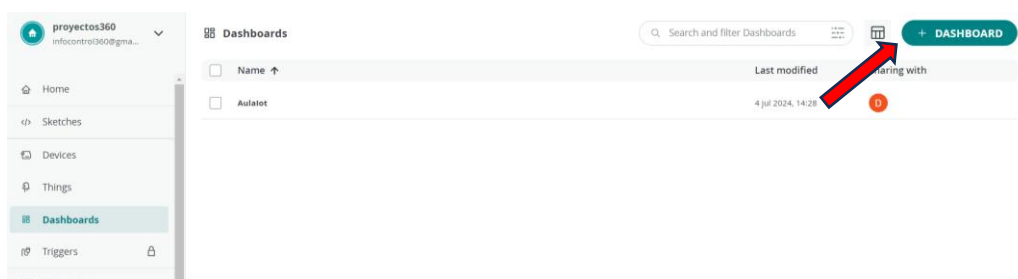 proyectos360
infocontrol360@gma...
Home
Sketches
Devices
Things
Dashboards
Triggers
Dashboards
Search and filter Dashboards
+ DASHBOARD
Name ↑
Last modified
haring with
Aulalot
4 jul 2024, 14:28
D